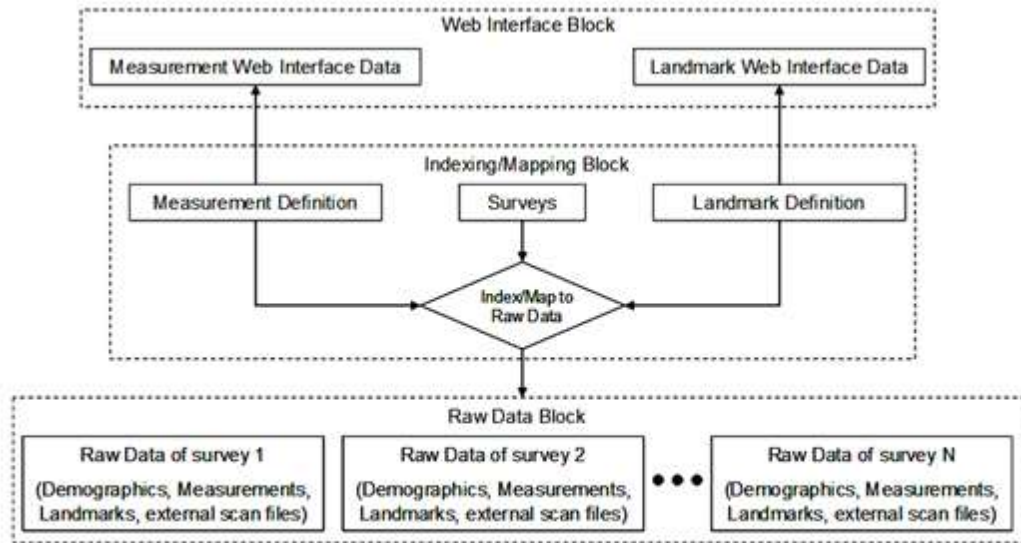 Web Interface Block
Measurement Web Interface Data
Landmark Web Interface Data
Indexing/Mapping Block
Measurement Definition
Surveys
Landmark Definition
Index/Map to
Raw Data
Raw Data Block
Raw Data of survey 1
(Demographics, Measurements,
Landmarks, external scan files)
Raw Data of survey 2
(Demographics, Measurements,
Landmarks, external scan files)
Raw Data of survey N
(Demographics, Measurements,
Landmarks, external scan files)